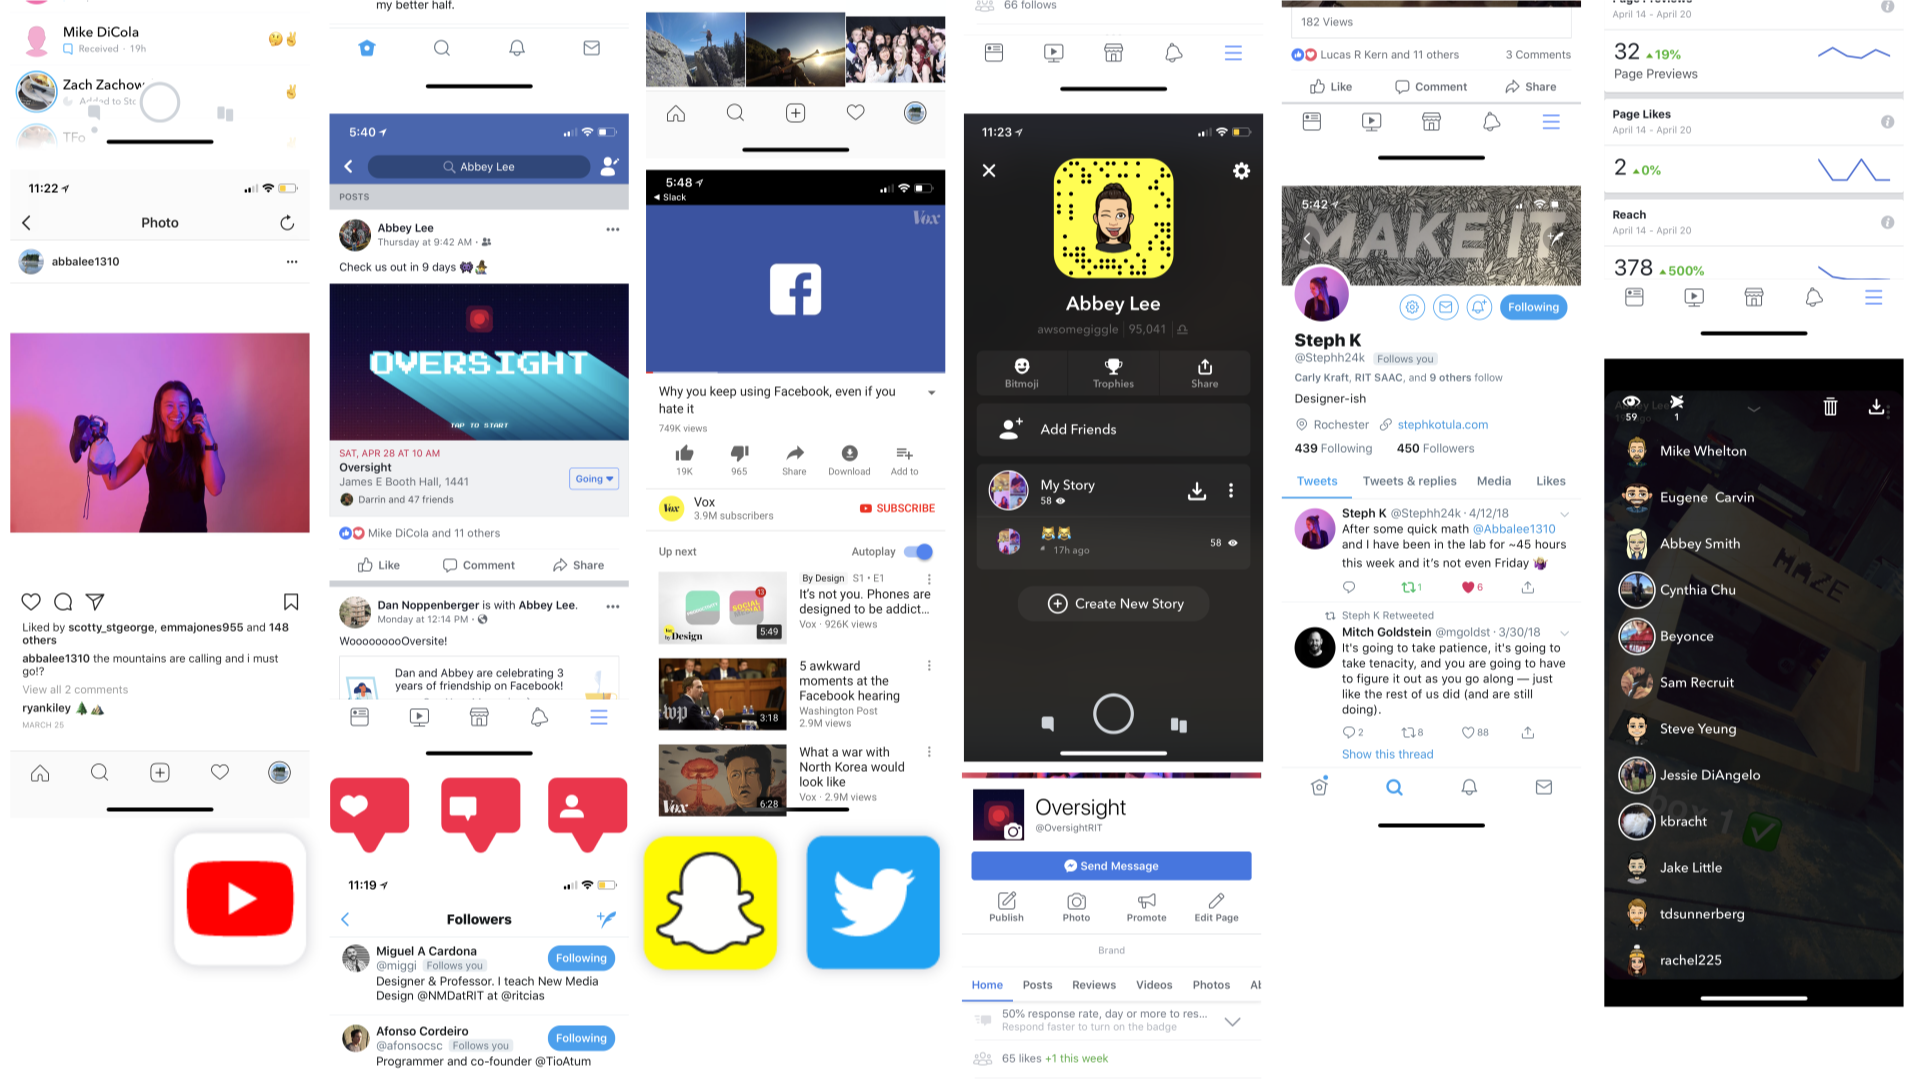 Mike DiCola
Received · 19h
Zach Zachow
Added to Sto
TFo
11:22
Photo
abbalee1310
Liked by scotty_stgeorge, emmajones955 and 148
others
abbalee1310 the mountains are calling and i must
go!?
View all 2 comments
ryankiley
MARCH 25
my better half.
5:40
Abbey Lee
POSTS
Abbey Lee
Thursday at 9:42 AM ·
Check us out in 9 days
OVERSIGHT
TAP TO START
SAT, APR 28 AT 10 AM
Oversight
James E Booth Hall, 1441
Darrin and 47 friends
Going
Mike DiCola and 11 others
Like
Comment
Share
Dan Noppenberger is with Abbey Lee.
Monday at 12:14 PM ·
WooooooooOversite!
Dan and Abbey are celebrating 3
years of friendship on Facebook!
11:19
Followers
Miguel A Cardona
@miggi Follows you
Following
Designer & Professor. I teach New Media
Design @NMDatRIT at @ritcias
Afonso Cordeiro
@afonsocsc Follows you
Following
Programmer and co-founder @TioAtum
5:48
Slack
Vox
Why you keep using Facebook, even if you
hate it
749K views
19K
965
Share
Download
Add to
Vox
3.9M subscribers
SUBSCRIBE
Up next
Autoplay
By Design S1 · E1
It's not you. Phones are
designed to be addict...
Vox · 926K views
13
by Design
5:49
5 awkward
moments at the
Facebook hearing
Washington Post
2.9M views
wp
3:18
What a war with
North Korea would
look like
Vox · 2.9M views
Vox
6:28
66 follows
11:23
Abbey Lee
awsomegiggle | 95,041
Bitmoji
Trophies
Share
Add Friends
My Story
58
17h ago
58
Create New Story
Oversight
@OversightRIT
Send Message
Publish
Photo
Promote
Edit Page
Brand
Home
Posts
Reviews
Videos
Photos
Al
50% response rate, day or more to res...
Respond faster to turn on the badge
65 likes +1 this week
182 Views
Lucas R Kern and 11 others
3 Comments
Like
Comment
Share
5:42
MAKE IT
Following
Steph K
@Stephh24k Follows you
Carly Kraft, RIT SAAC, and 9 others follow
Designer-ish
Rochester stephkotula.com
439 Following 450 Followers
Tweets
Tweets & replies
Media
Likes
Steph K @Stephh24k · 4/12/18
After some quick math @Abbalee1310
and I have been in the lab for ~45 hours
this week and it's not even Friday
1
6
Steph K Retweeted
Mitch Goldstein @mgoldst · 3/30/18
It's going to take patience, it's going to
take tenacity, and you are going to have
to figure it out as you go along — just
like the rest of us did (and are still
doing).
2
8
88
Show this thread
Page Previews
April 14 - April 20
32 19%
Page Previews
Page Likes
April 14 - April 20
2 0%
Reach
April 14 - April 20
378 500%
59
1
Mike Whelton
Eugene Carvin
Abbey Smith
Cynthia Chu
Beyonce
Sam Recruit
Steve Yeung
Jessie DiAngelo
kbracht
Jake Little
tdsunnerberg
rachel225
MAZE